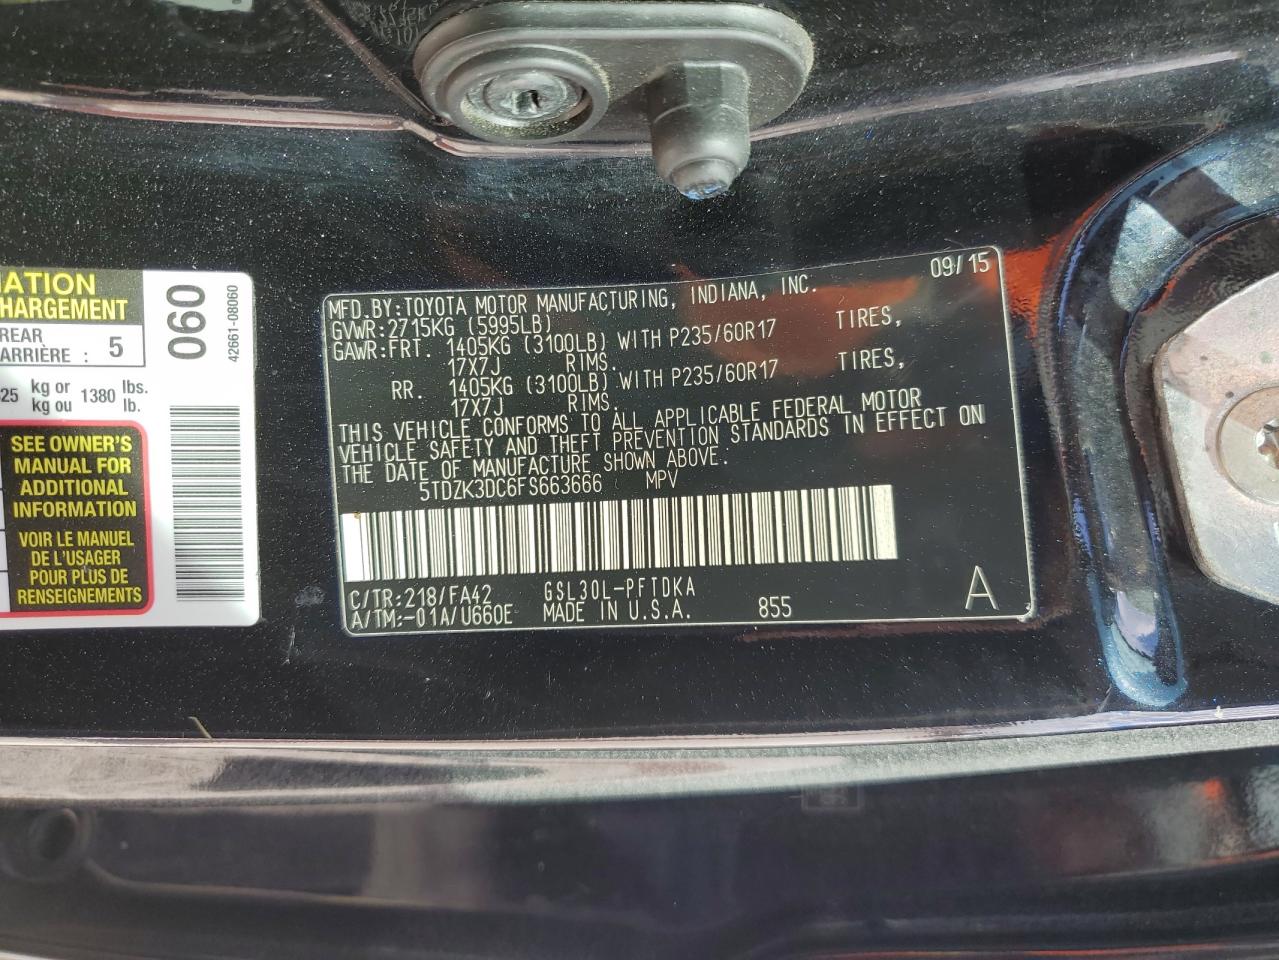 MATION
CHARGEMENT
REAR
ARRIÈRE : 5
625 kg or 1380 lbs.
kg ou lb.
SEE OWNER'S
MANUAL FOR
ADDITIONAL
INFORMATION
VOIR LE MANUEL
DE L'USAGER
POUR PLUS DE
RENSEIGNEMENTS
060
42661-08060
09/15
MFD.BY:TOYOTA MOTOR MANUFACTURING, INDIANA, INC.
GVWR:2715KG (5995LB)
GAWR:FRT. 1405KG (3100LB) WITH P235/60R17 TIRES,
17X7J RIMS.
RR. 1405KG (3100LB) WITH P235/60R17 TIRES,
17X7J RIMS.
THIS VEHICLE CONFORMS TO ALL APPLICABLE FEDERAL MOTOR
VEHICLE SAFETY AND THEFT PREVENTION STANDARDS IN EFFECT ON
THE DATE OF MANUFACTURE SHOWN ABOVE.
5TDZK3DC6FS663666 MPV
C/TR:218/FA42 GSL30L-PFTDKA
A/TM:-01A/U660E MADE IN U.S.A. 855 A